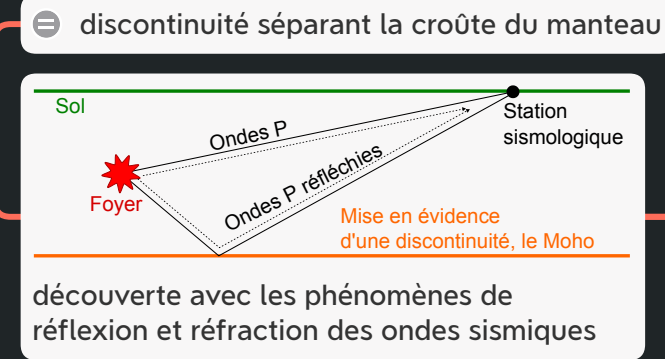 = discontinuité séparant la croûte du manteau
Sol
Station
sismologique
Ondes P
Ondes P réfléchies
Foyer
Mise en évidence
d'une discontinuité, le Moho
découverte avec les phénomènes de
réflexion et réfraction des ondes sismiques